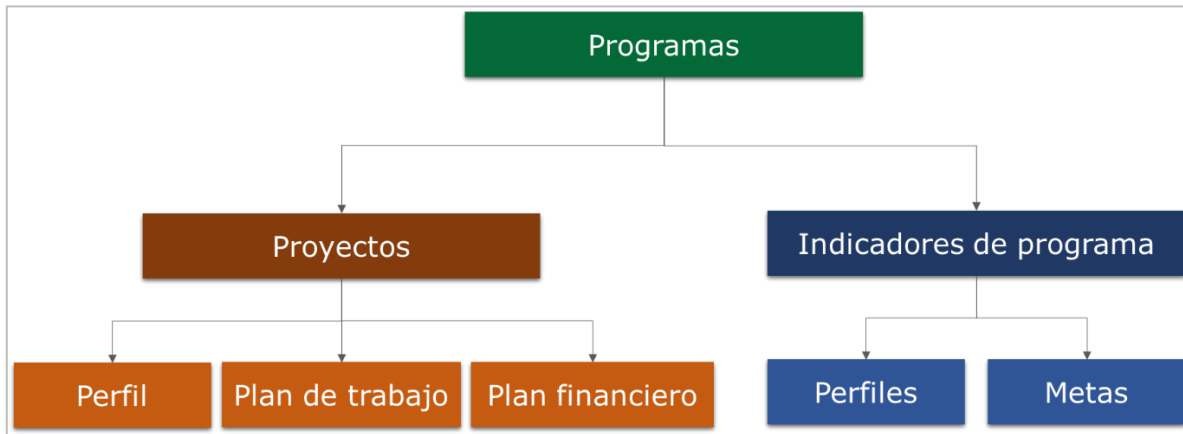 Programas
Proyectos
Indicadores de programa
Perfil
Plan de trabajo
Plan financiero
Perfiles
Metas